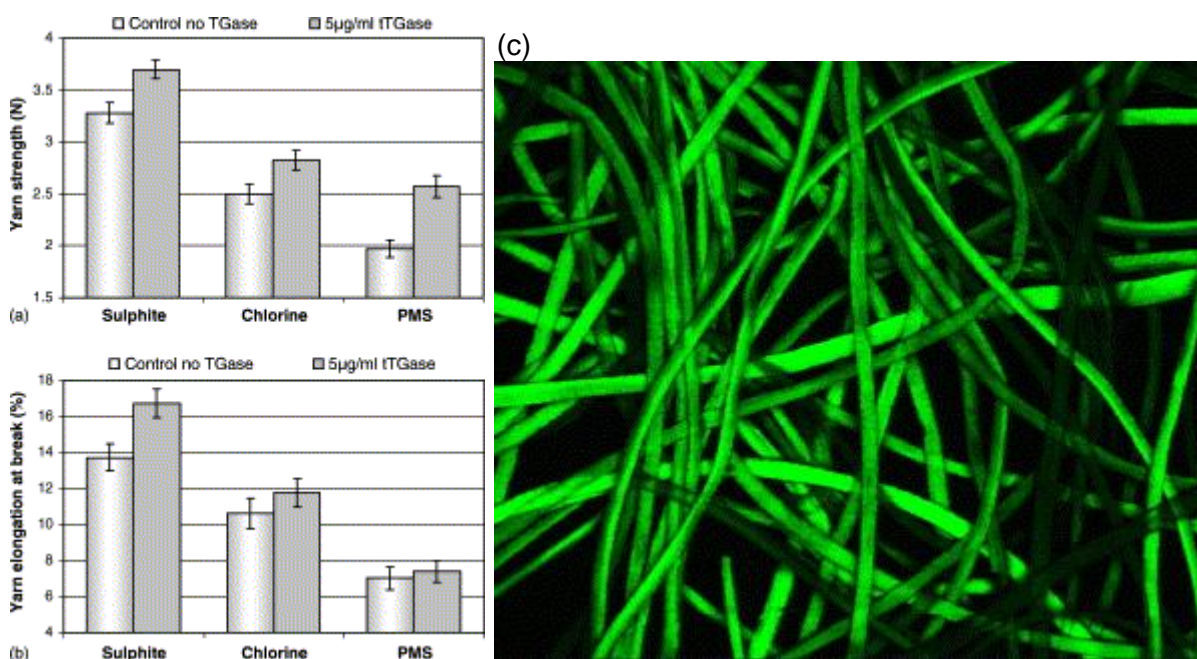 Control no TGase 5µg/ml tTGase
4
3.5
3
2.5
2
1.5
Yarn strength (N)
(a)
Sulphite Chlorine PMS
Control no TGase 5µg/ml tTGase
18
16
14
12
10
8
6
4
Yarn elongation at break (%)
(b)
Sulphite Chlorine PMS
(c)